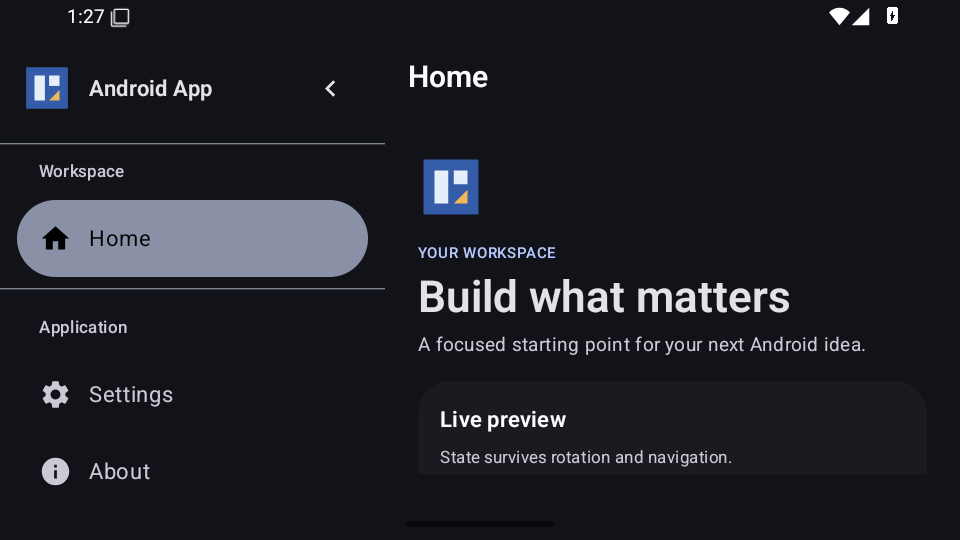 1:27
Android App
Workspace
Home
Application
Settings
About
Home
YOUR WORKSPACE
Build what matters
A focused starting point for your next Android idea.
Live preview
State survives rotation and navigation.